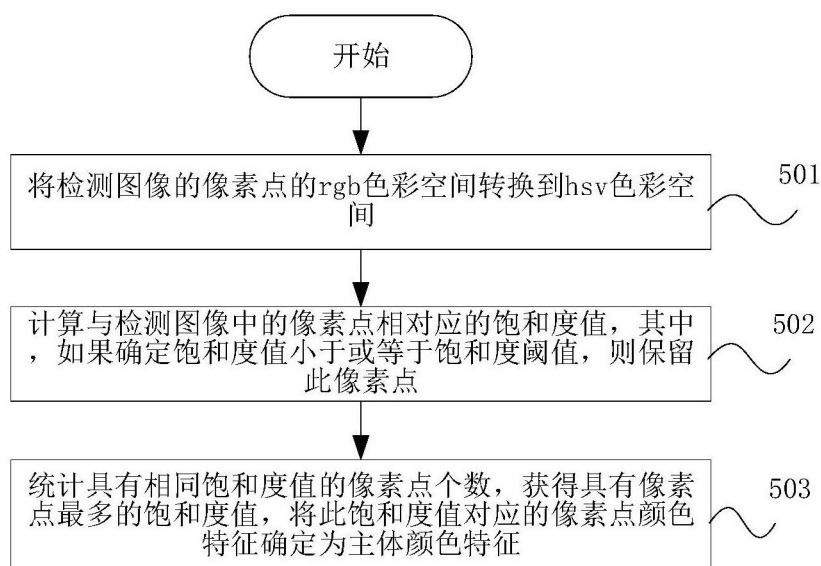 开始
将检测图像的像素点的rgb色彩空间转换到hsv色彩空
间
501
计算与检测图像中的像素点相对应的饱和度值，其中
，如果确定饱和度值小于或等于饱和度阈值，则保留
此像素点
502
统计具有相同饱和度值的像素点个数，获得具有像素
点最多的饱和度值，将此饱和度值对应的像素点颜色
特征确定为主体颜色特征
503